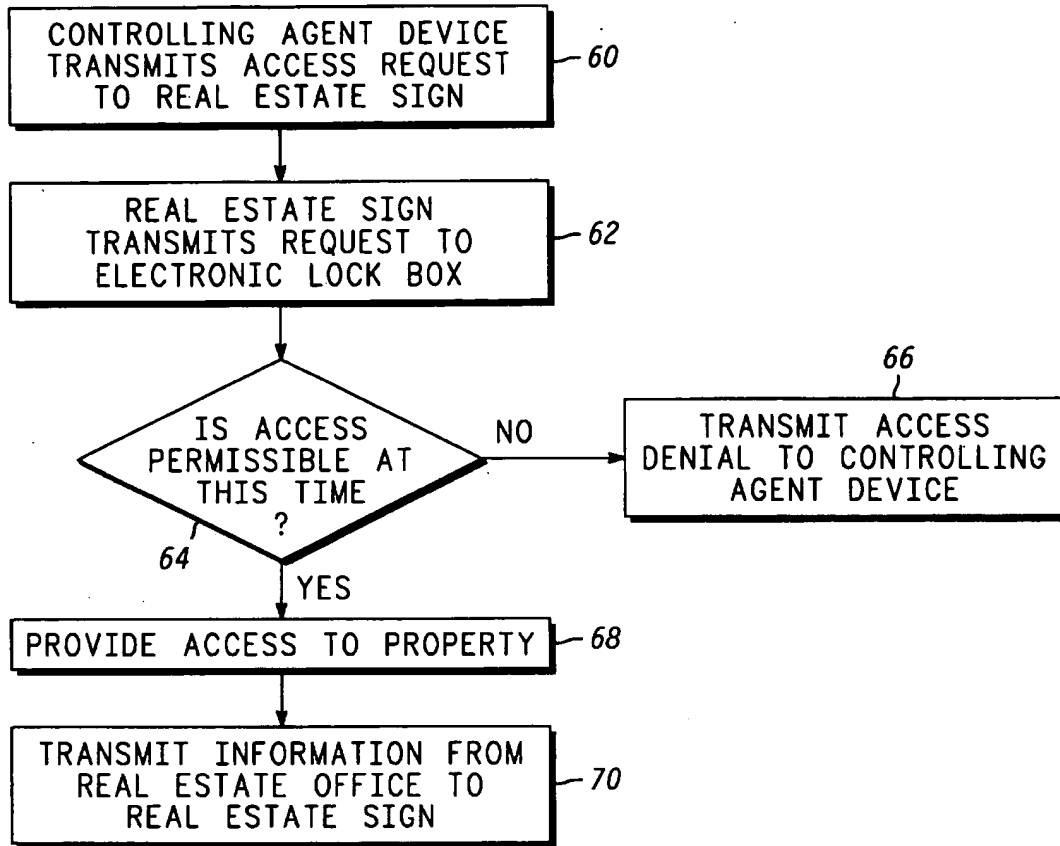 CONTROLLING AGENT DEVICE
TRANSMITS ACCESS REQUEST
TO REAL ESTATE SIGN
60
REAL ESTATE SIGN
TRANSMITS REQUEST TO
ELECTRONIC LOCK BOX
62
IS ACCESS
PERMISSIBLE AT
THIS TIME
?
64
NO
66
TRANSMIT ACCESS
DENIAL TO CONTROLLING
AGENT DEVICE
YES
PROVIDE ACCESS TO PROPERTY
68
TRANSMIT INFORMATION FROM
REAL ESTATE OFFICE TO
REAL ESTATE SIGN
70